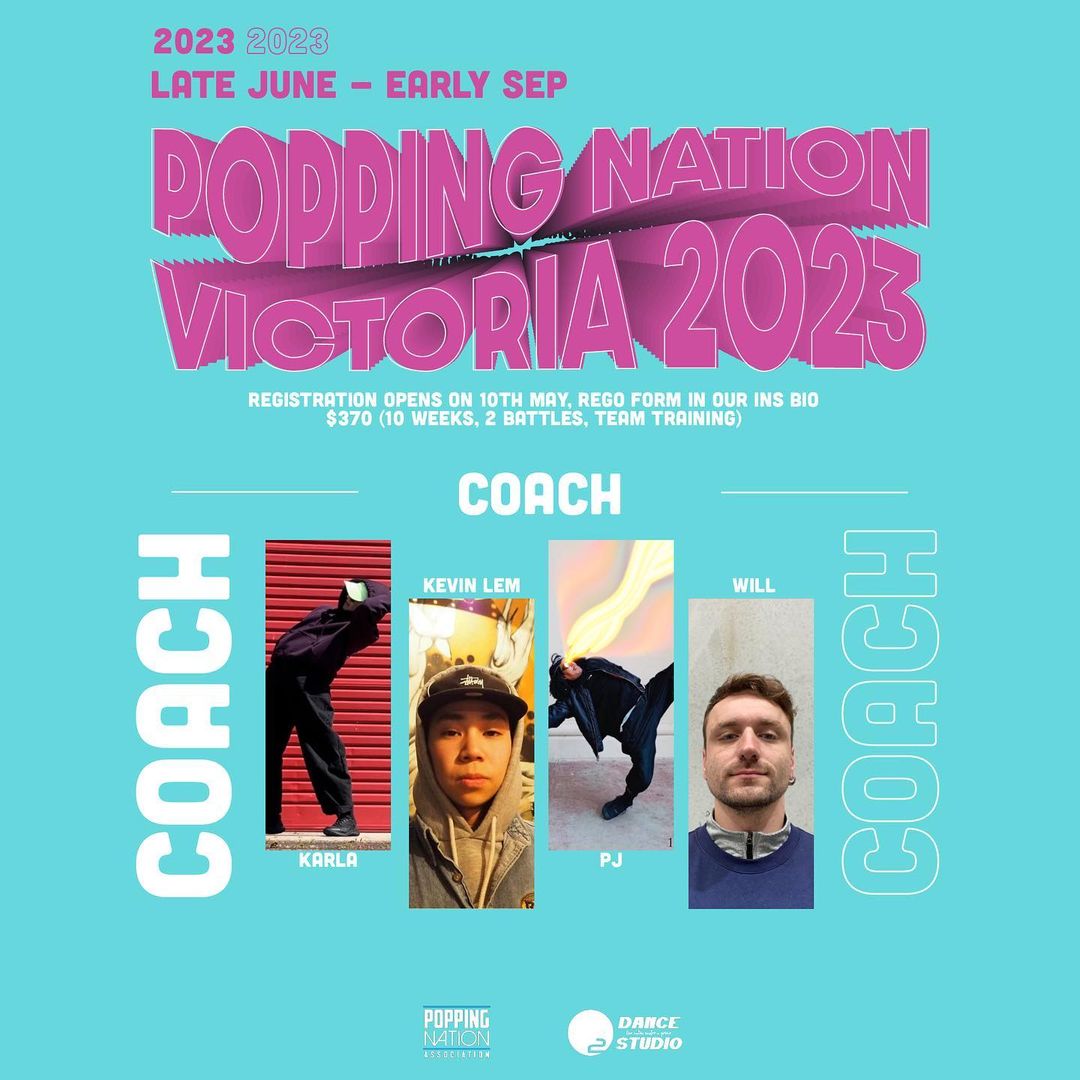 2023 2023
LATE JUNE – EARLY SEP
POPPING NATION
VICTORIA 2023
REGISTRATION OPENS ON 10TH MAY, REGO FORM IN OUR INS BIO
$370 (10 WEEKS, 2 BATTLES, TEAM TRAINING)
COACH
COACH
COACH
KEVIN LEM
WILL
KARLA
PJ
1
POPPING
NATION
ASSOCIATION
2
DANCE
STUDIO